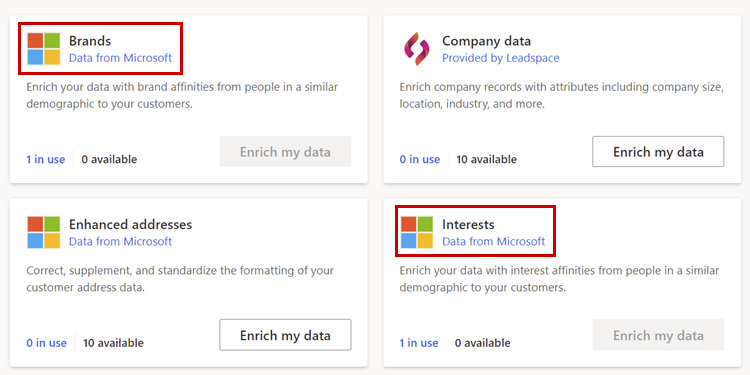 Brands
Data from Microsoft
Enrich your data with brand affinities from people in a similar
demographic to your customers.
1 in use 0 available
Enrich my data
Company data
Provided by Leadspace
Enrich company records with attributes including company size,
location, industry, and more.
0 in use 10 available
Enrich my data
Enhanced addresses
Data from Microsoft
Correct, supplement, and standardize the formatting of your
customer address data.
0 in use 10 available
Enrich my data
Interests
Data from Microsoft
Enrich your data with interest affinities from people in a similar
demographic to your customers.
1 in use 0 available
Enrich my data